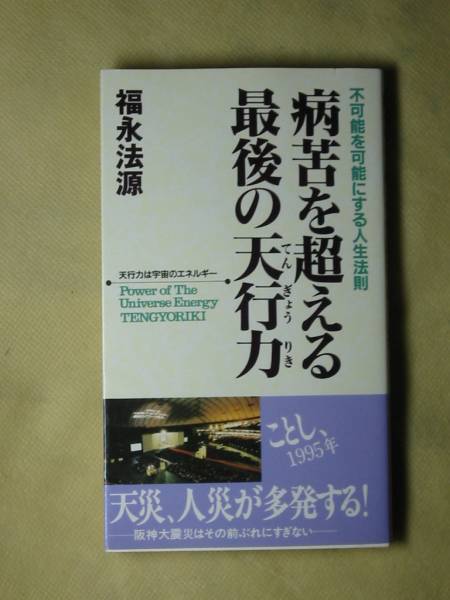 不可能を可能にする人生法則
病苦を超える
最後の天行力
てんぎょうりき
福永法源
天行力は宇宙のエネルギー
Power of The
Universe Energy
TENGYORIKI
ことし、
1995年
天災、人災が多発する!
阪神大震災はその前ぶれにすぎない